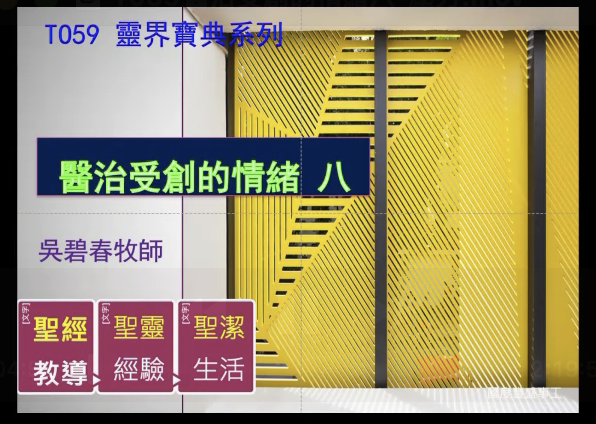 T059 靈界寶典系列
醫治受創的情緒 八
吳碧春牧師
[文字] [文字] [文字]
聖經 聖靈 聖潔
教導 經驗 生活